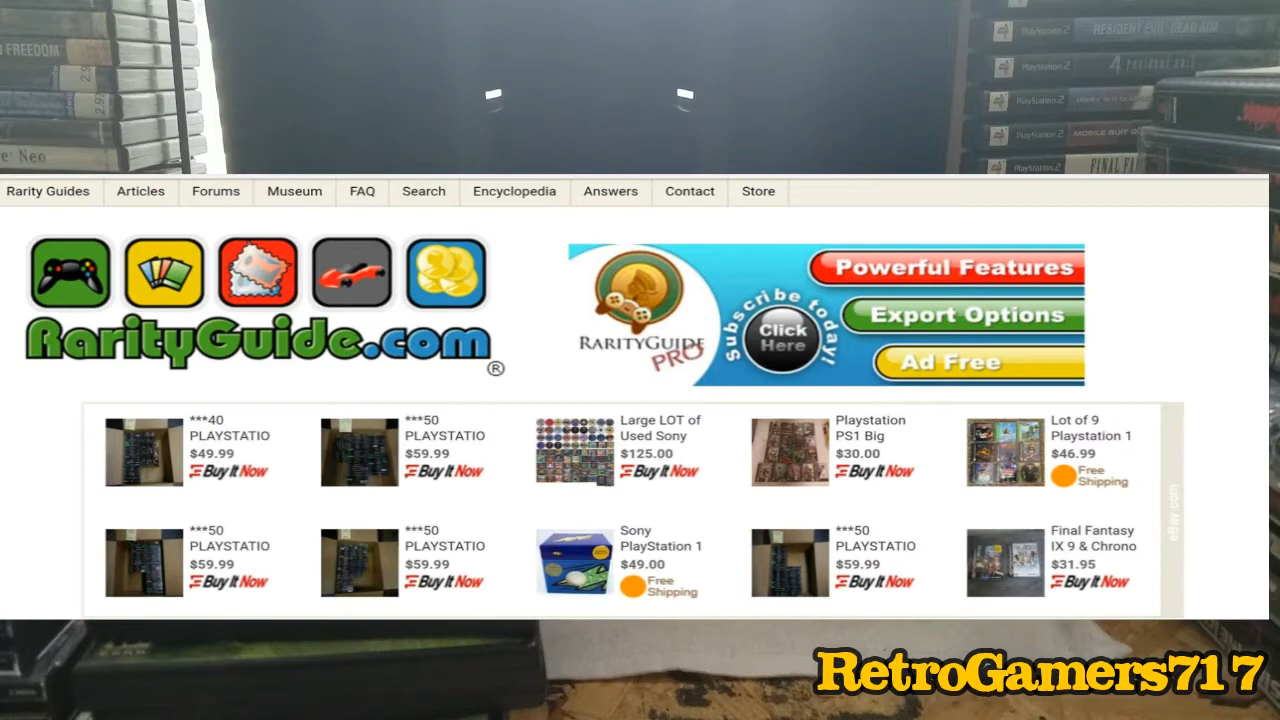 FREEDOM
2.97
2.97
e Neo
PlayStation 2 RESIDENT EVIL DEAD AIM
PlayStation 2 4
PlayStation 2
PlayStation 2 MOBILE SUIT
PlayStation 2 FINAL FA
Rarity Guides Articles Forums Museum FAQ Search Encyclopedia Answers Contact Store
RarityGuide.com®
RARITYGUIDE PRO
Subscribe today!
Click Here
Powerful Features
Export Options
Ad Free
***40 PLAYSTATIO
$49.99
Buy It Now
***50 PLAYSTATIO
$59.99
Buy It Now
Large LOT of
Used Sony
$125.00
Buy It Now
Playstation
PS1 Big
$30.00
Buy It Now
Lot of 9
Playstation 1
$46.99
Free Shipping
***50 PLAYSTATIO
$59.99
Buy It Now
***50 PLAYSTATIO
$59.99
Buy It Now
Sony
PlayStation 1
$49.00
Free Shipping
***50 PLAYSTATIO
$59.99
Buy It Now
Final Fantasy
IX 9 & Chrono
$31.95
Buy It Now
eBay.com
RetroGamers717